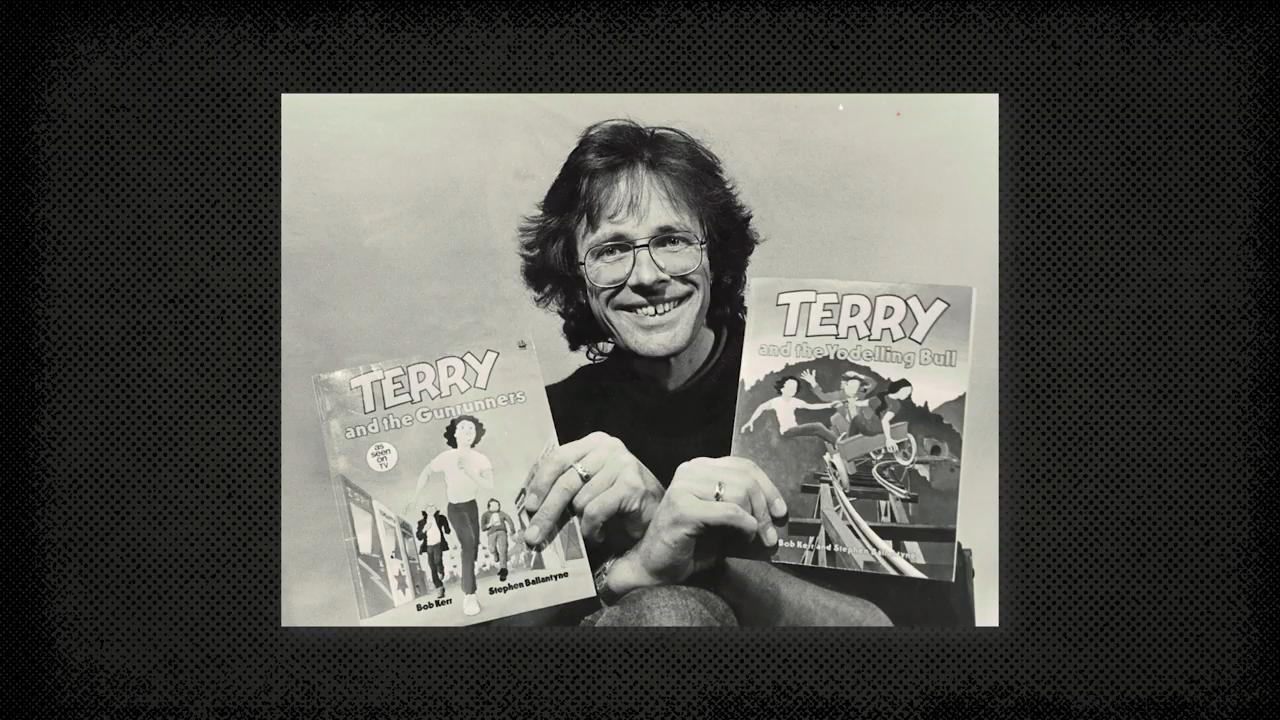 TERRY
and the Gunrunners
as
seen
on
TV
Bob Kerr
Stephen Ballantyne
TERRY
and the Yodelling Bull
Bob Kerr and Stephen Ballantyne